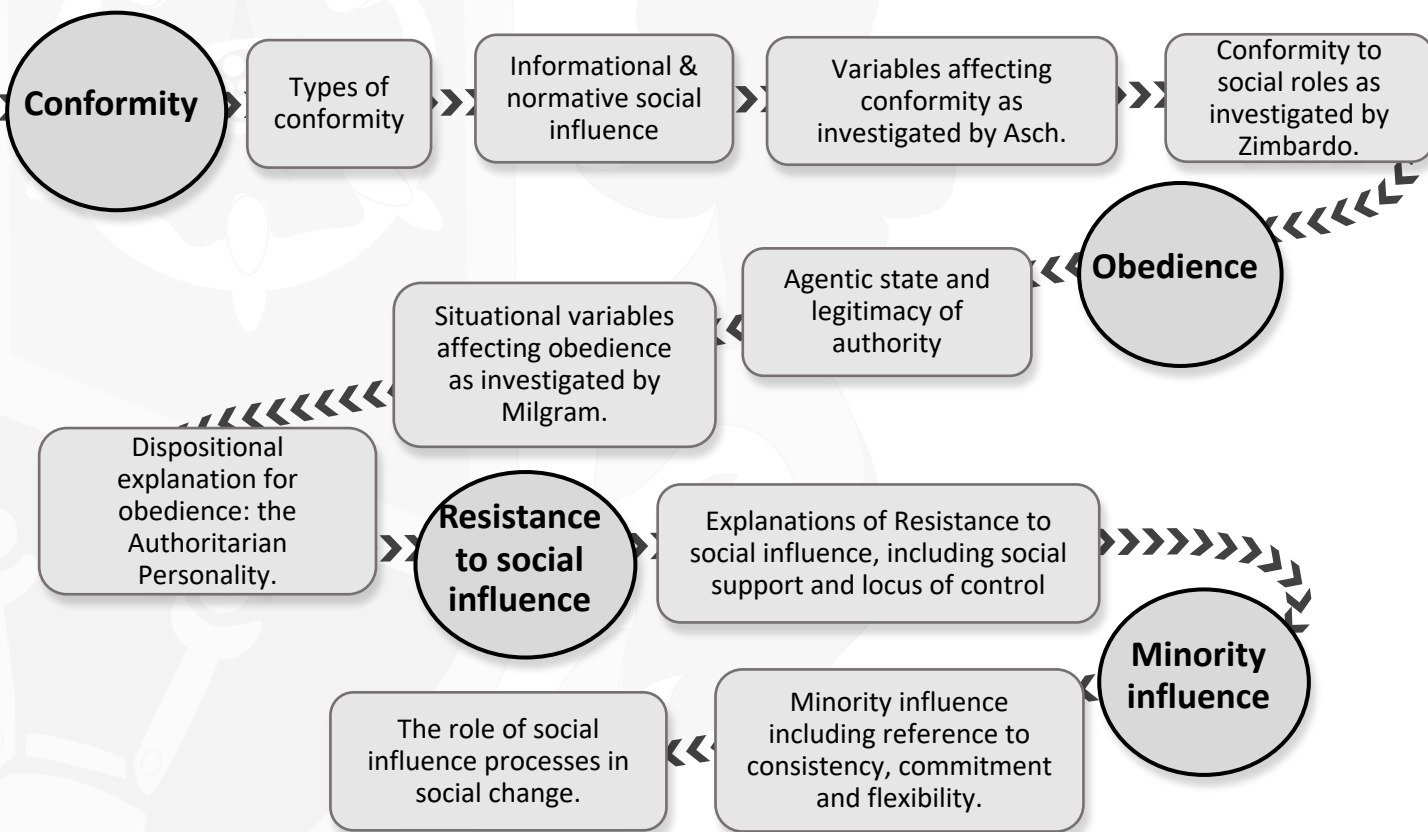 Conformity
Types of
conformity
Informational &
normative social
influence
Variables affecting
conformity as
investigated by Asch.
Conformity to
social roles as
investigated by
Zimbardo.
Obedience
Agentic state and
legitimacy of
authority
Situational variables
affecting obedience
as investigated by
Milgram.
Dispositional
explanation for
obedience: the
Authoritarian
Personality.
Resistance
to social
influence
Explanations of Resistance to
social influence, including social
support and locus of control
Minority
influence
Minority influence
including reference to
consistency, commitment
and flexibility.
The role of social
influence processes in
social change.